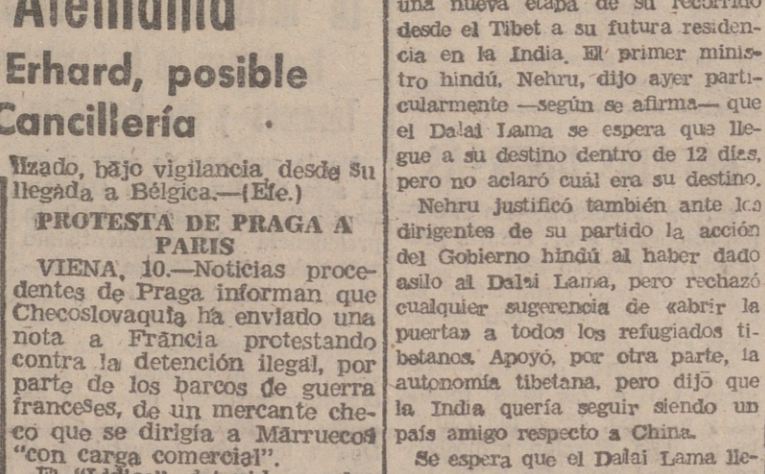 Alemania
Erhard, posible
Cancillería
lizado, bajo vigilancia, desde su
llegada a Bélgica.—(Efe.)
PROTESTA DE PRAGA A
PARIS
VIENA, 10.—Noticias proce-
dentes de Praga informan que
Checoslovaquia ha enviado una
nota a Francia protestando
contra la detención ilegal, por
parte de los barcos de guerra
franceses, de un mercante che-
co que se dirigía a Marruecos
"con carga comercial".
una nueva etapa de su recorrido
desde el Tibet a su futura residen-
cia en la India. El primer minis-
tro hindú, Nehru, dijo ayer parti-
cularmente —según se afirma— que
el Dalai Lama se espera que lle-
gue a su destino dentro de 12 días,
pero no aclaró cuál era su destino.
Nehru justificó también ante los
dirigentes de su partido la acción
del Gobierno hindú al haber dado
asilo al Dalai Lama, pero rechazó
cualquier sugerencia de «abrir la
puerta» a todos los refugiados ti-
betanos. Apoyó, por otra parte, la
autonomía tibetana, pero dijo que
la India quería seguir siendo un
país amigo respecto a China.
Se espera que el Dalai Lama lle-